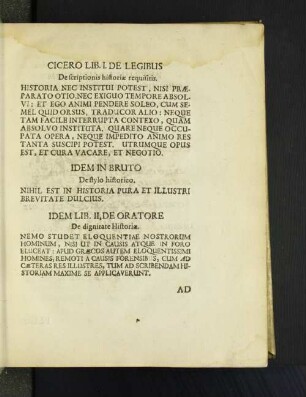 CICERO LIB. I. DE LEGIBUS
De scriptionis historiæ requisitis.
HISTORIA NEC INSTITUI POTEST, NISI PRÆ-
PARATO OTIO, NEC EXIGUO TEMPORE ABSOL-
VI: ET EGO ANIMI PENDERE SOLEO, CUM SE-
MEL QUID ORSUS, TRADUCOR ALIO: NEQUE
TAM FACILE INTERRUPTA CONTEXO, QUAM
ABSOLVO INSTITUTA. QUARE NEQUE OCCU-
PATA OPERA, NEQUE IMPEDITO ANIMO RES
TANTA SUSCIPI POTEST. UTRUMQUE OPUS
EST, ET CURA VACARE, ET NEGOTIO.
IDEM IN BRUTO
De stylo historico.
NIHIL EST IN HISTORIA PURA ET ILLUSTRI
BREVITATE DULCIUS.
IDEM LIB. II, DE ORATORE
De dignitate Historiæ.
NEMO STUDET ELOQUENTIAE NOSTRORUM
HOMINUM, NISI UT IN CAUSIS ATQUE IN FORO
ELUCEAT: APUD GRÆCOS AUTEM ELOQUENTISSIMI
HOMINES, REMOTI A CAUSIS FORENSIBUS, CUM AD
CÆTERAS RES ILLUSTRES, TUM AD SCRIBENDAM HI-
STORIAM MAXIME SE APPLICAVERUNT.
AD